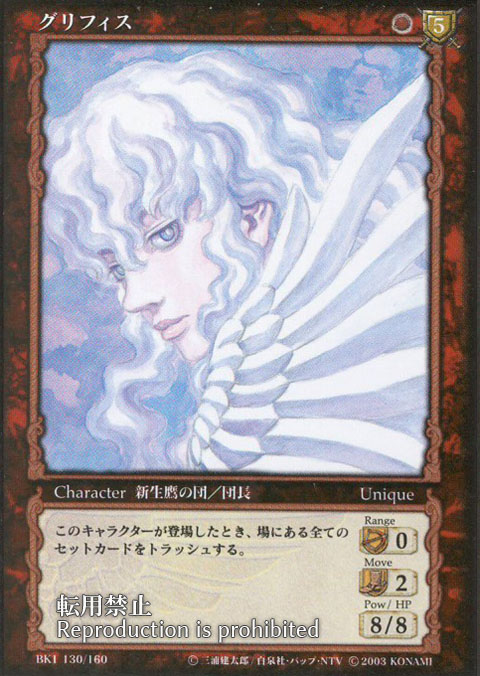 グリフィス
5
Character 新生鷹の団／団長 Unique
このキャラクターが登場したとき、場にある全ての
セットカードをトラッシュする。
Range
0
Move
2
Pow/ HP
8/8
転用禁止
Reproduction is prohibited
BK1 130/160
© 三浦建太郎／白泉社・バップ・NTV © 2003 KONAMI